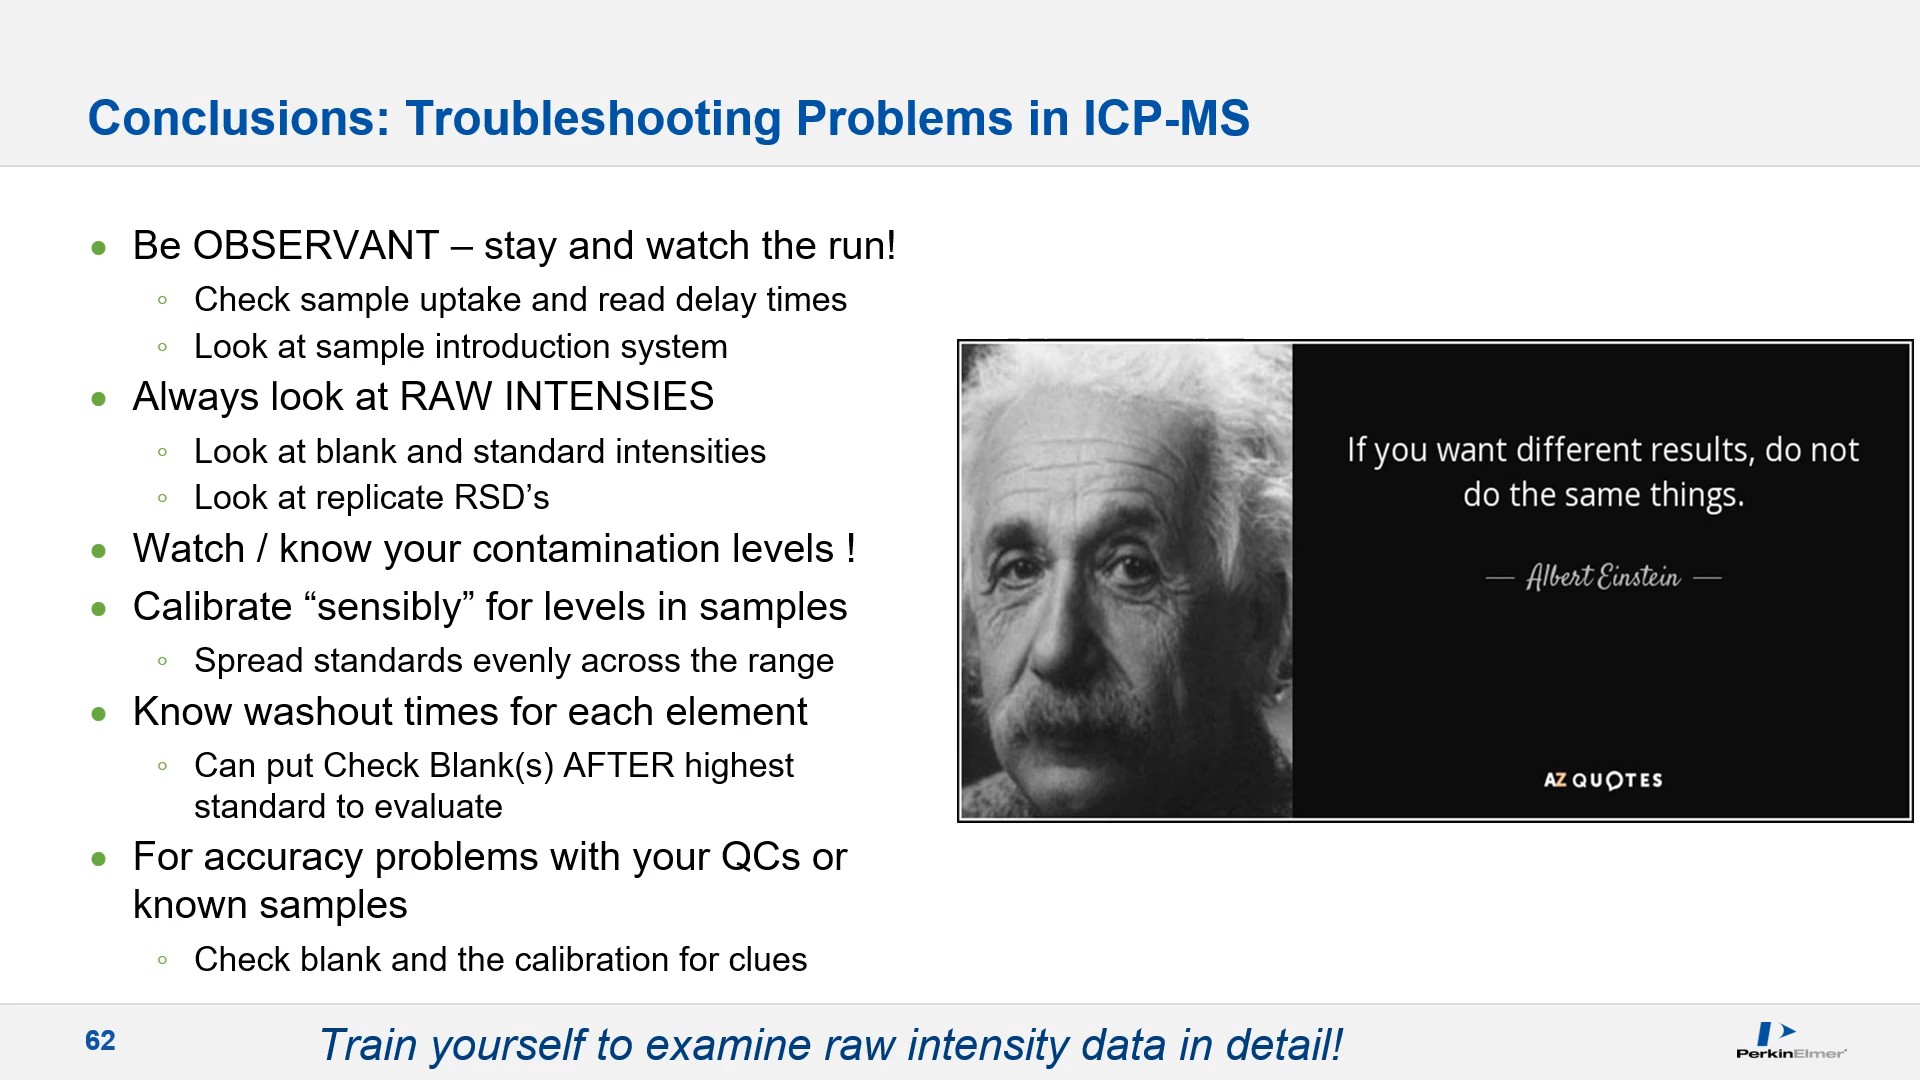 Conclusions: Troubleshooting Problems in ICP-MS
• Be OBSERVANT – stay and watch the run!
◦ Check sample uptake and read delay times
◦ Look at sample introduction system
• Always look at RAW INTENSIES
◦ Look at blank and standard intensities
◦ Look at replicate RSD’s
• Watch / know your contamination levels !
• Calibrate “sensibly” for levels in samples
◦ Spread standards evenly across the range
• Know washout times for each element
◦ Can put Check Blank(s) AFTER highest
standard to evaluate
• For accuracy problems with your QCs or
known samples
◦ Check blank and the calibration for clues
If you want different results, do not
do the same things.
— Albert Einstein —
AZ QUOTES
62
Train yourself to examine raw intensity data in detail!
PerkinElmer